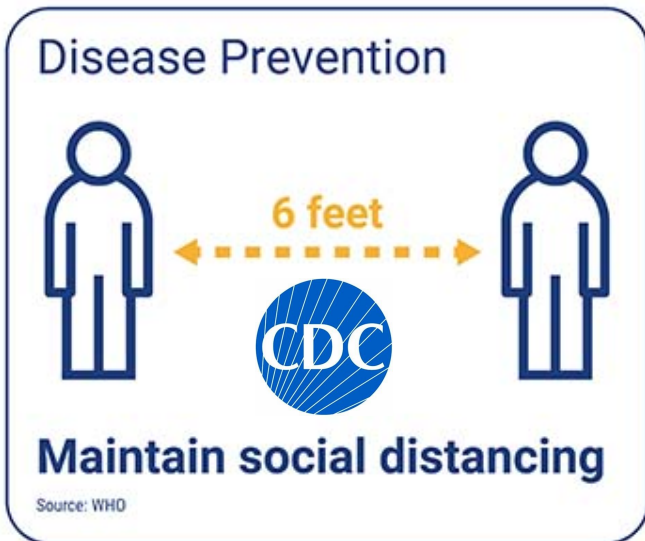 Disease Prevention
6 feet
CDC
Maintain social distancing
Source: WHO